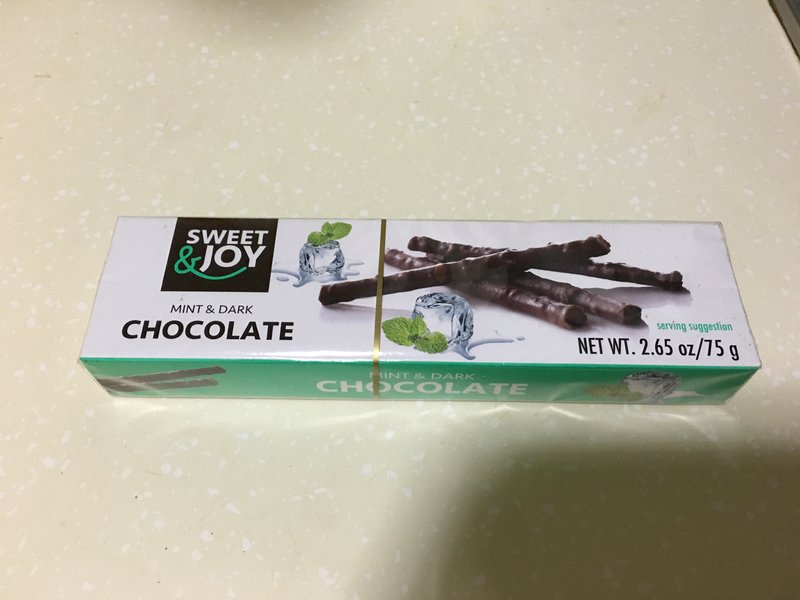 SWEET
& JOY
MINT & DARK
CHOCOLATE
serving suggestion
NET WT. 2.65 oz/75 g
MINT & DARK
CHOCOLATE